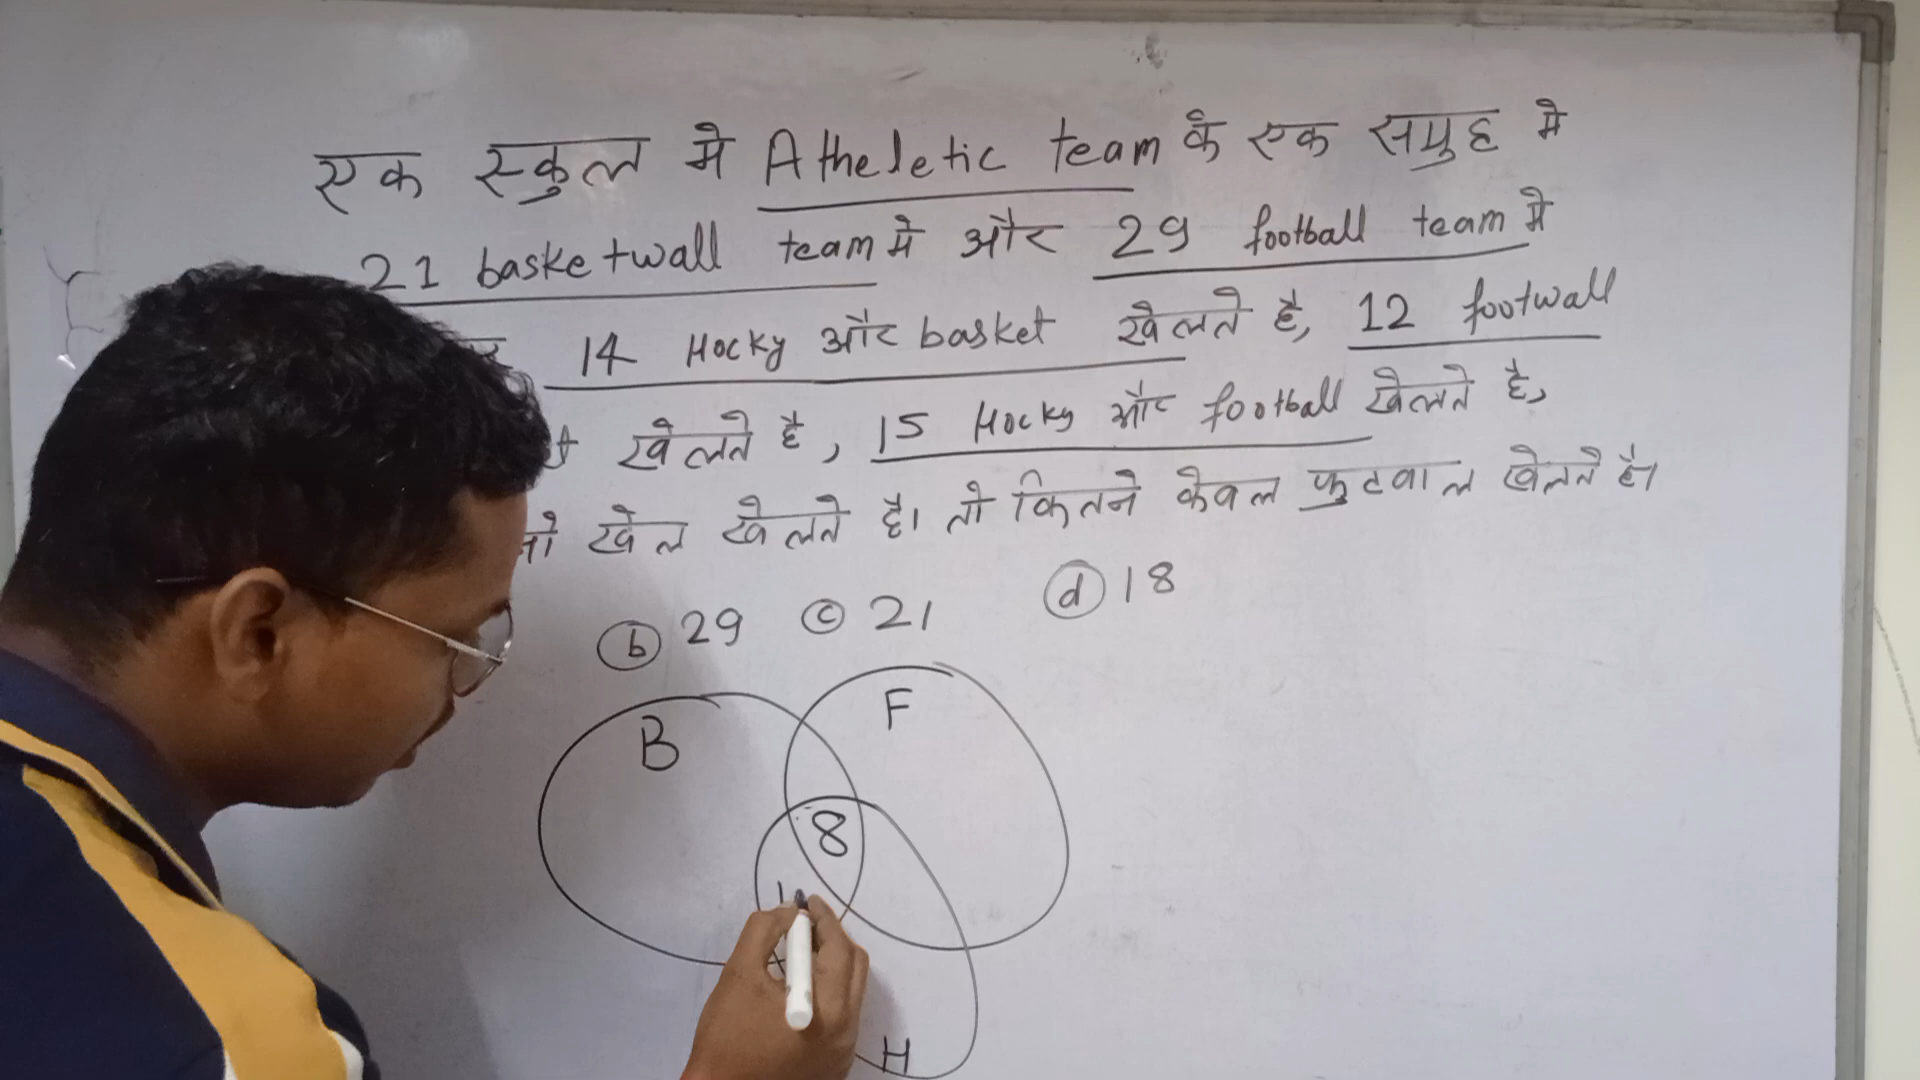 एक स्कुल मे Atheletic team के एक समुह मे
21 basketwall team मे और 29 football team मे
14 Hocky और basket खेलते है, 12 footwall
खेलते है, 15 Hocky और football खेलते है,
खेल खेलते है। तो कितने केवल फुटवाल खेलते है।
(b) 29 (c) 21 (d) 18
B F
8
H